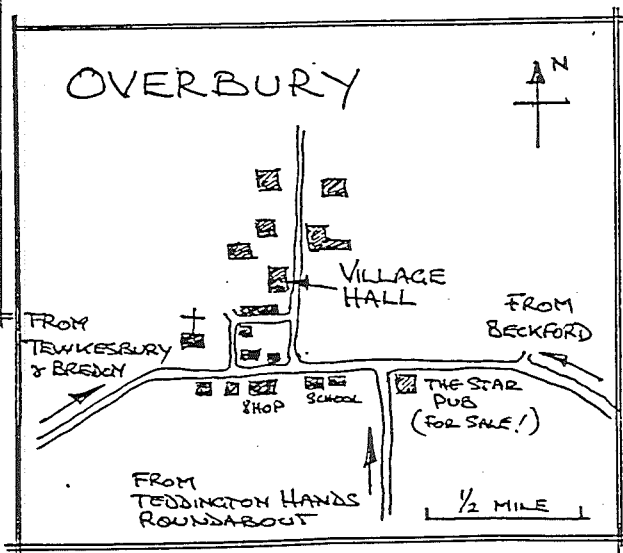 OVERBURY
N
VILLAGE
HALL
FROM
BECKFORD
FROM
TEWKESBURY
& BREDON
SHOP
SCHOOL
THE STAR
PUB
(FOR SALE!)
FROM
TEDDINGTON HANDS
ROUNDABOUT
1/2 MILE